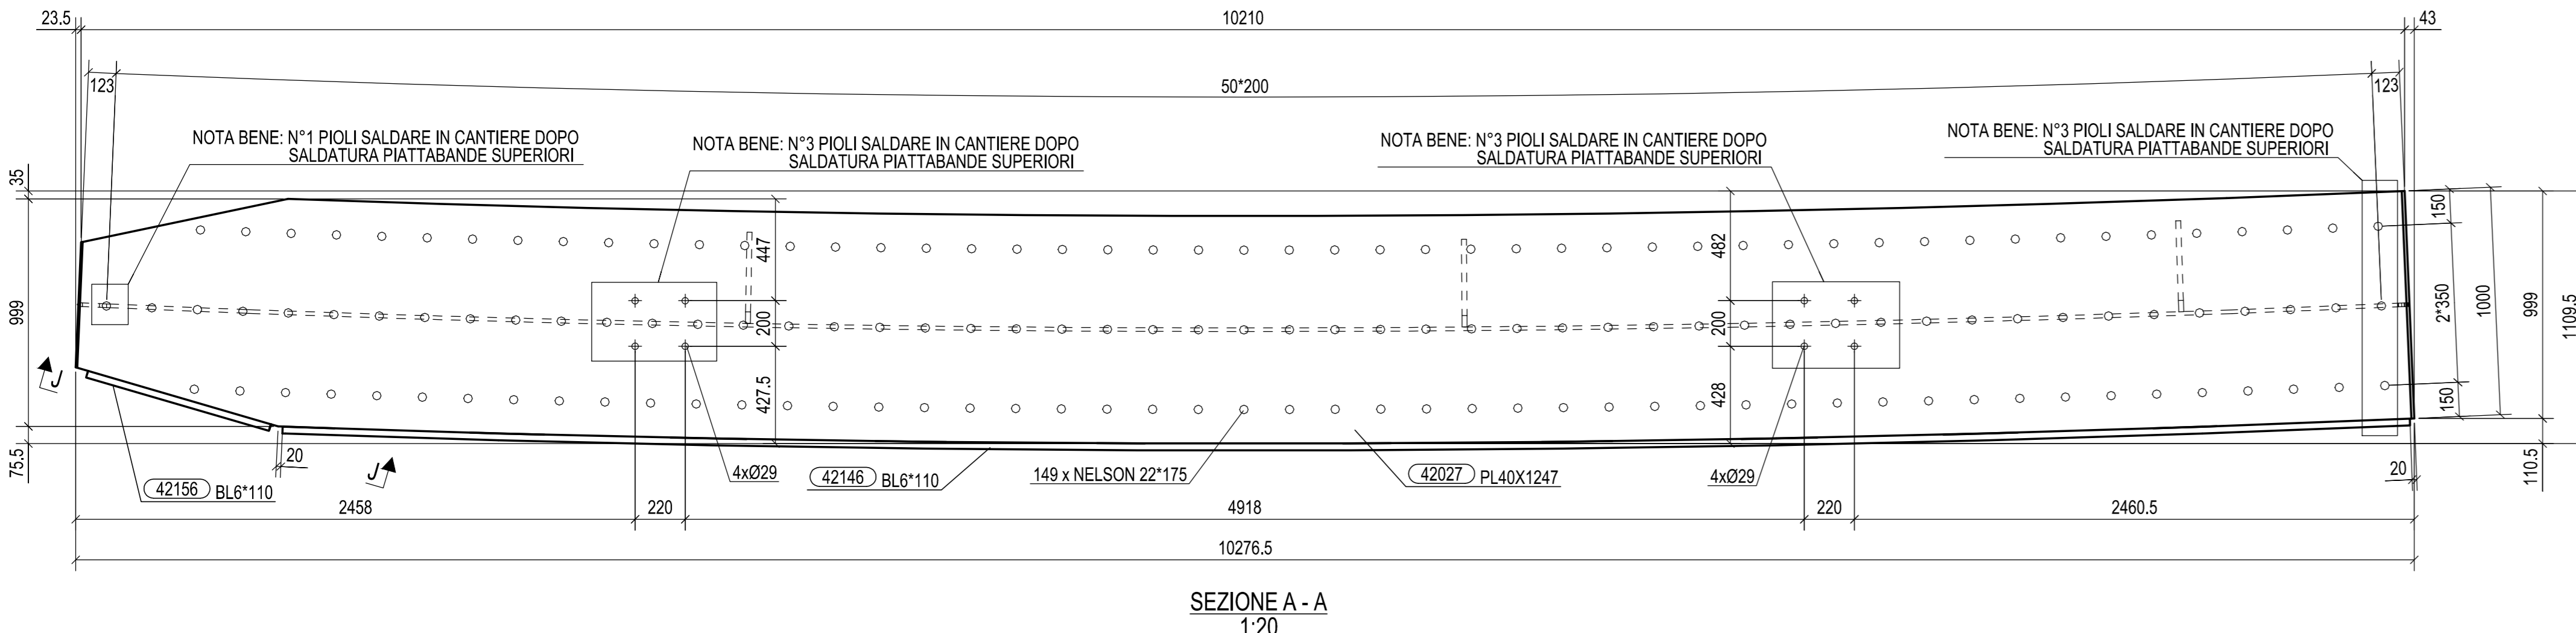 23.5
10210
43
123
50*200
123
NOTA BENE: N°1 PIOLI SALDARE IN CANTIERE DOPO
SALDATURA PIATTABANDE SUPERIORI
NOTA BENE: N°3 PIOLI SALDARE IN CANTIERE DOPO
SALDATURA PIATTABANDE SUPERIORI
NOTA BENE: N°3 PIOLI SALDARE IN CANTIERE DOPO
SALDATURA PIATTABANDE SUPERIORI
NOTA BENE: N°3 PIOLI SALDARE IN CANTIERE DOPO
SALDATURA PIATTABANDE SUPERIORI
35
999
75.5
447
200
427.5
482
200
428
150
2*350
150
1000
999
110.5
1109.5
J
J
20
20
42156 BL6*110
4xØ29
42146 BL6*110
149 x NELSON 22*175
42027 PL40X1247
4xØ29
2458
220
4918
220
2460.5
10276.5
SEZIONE A - A
1:20